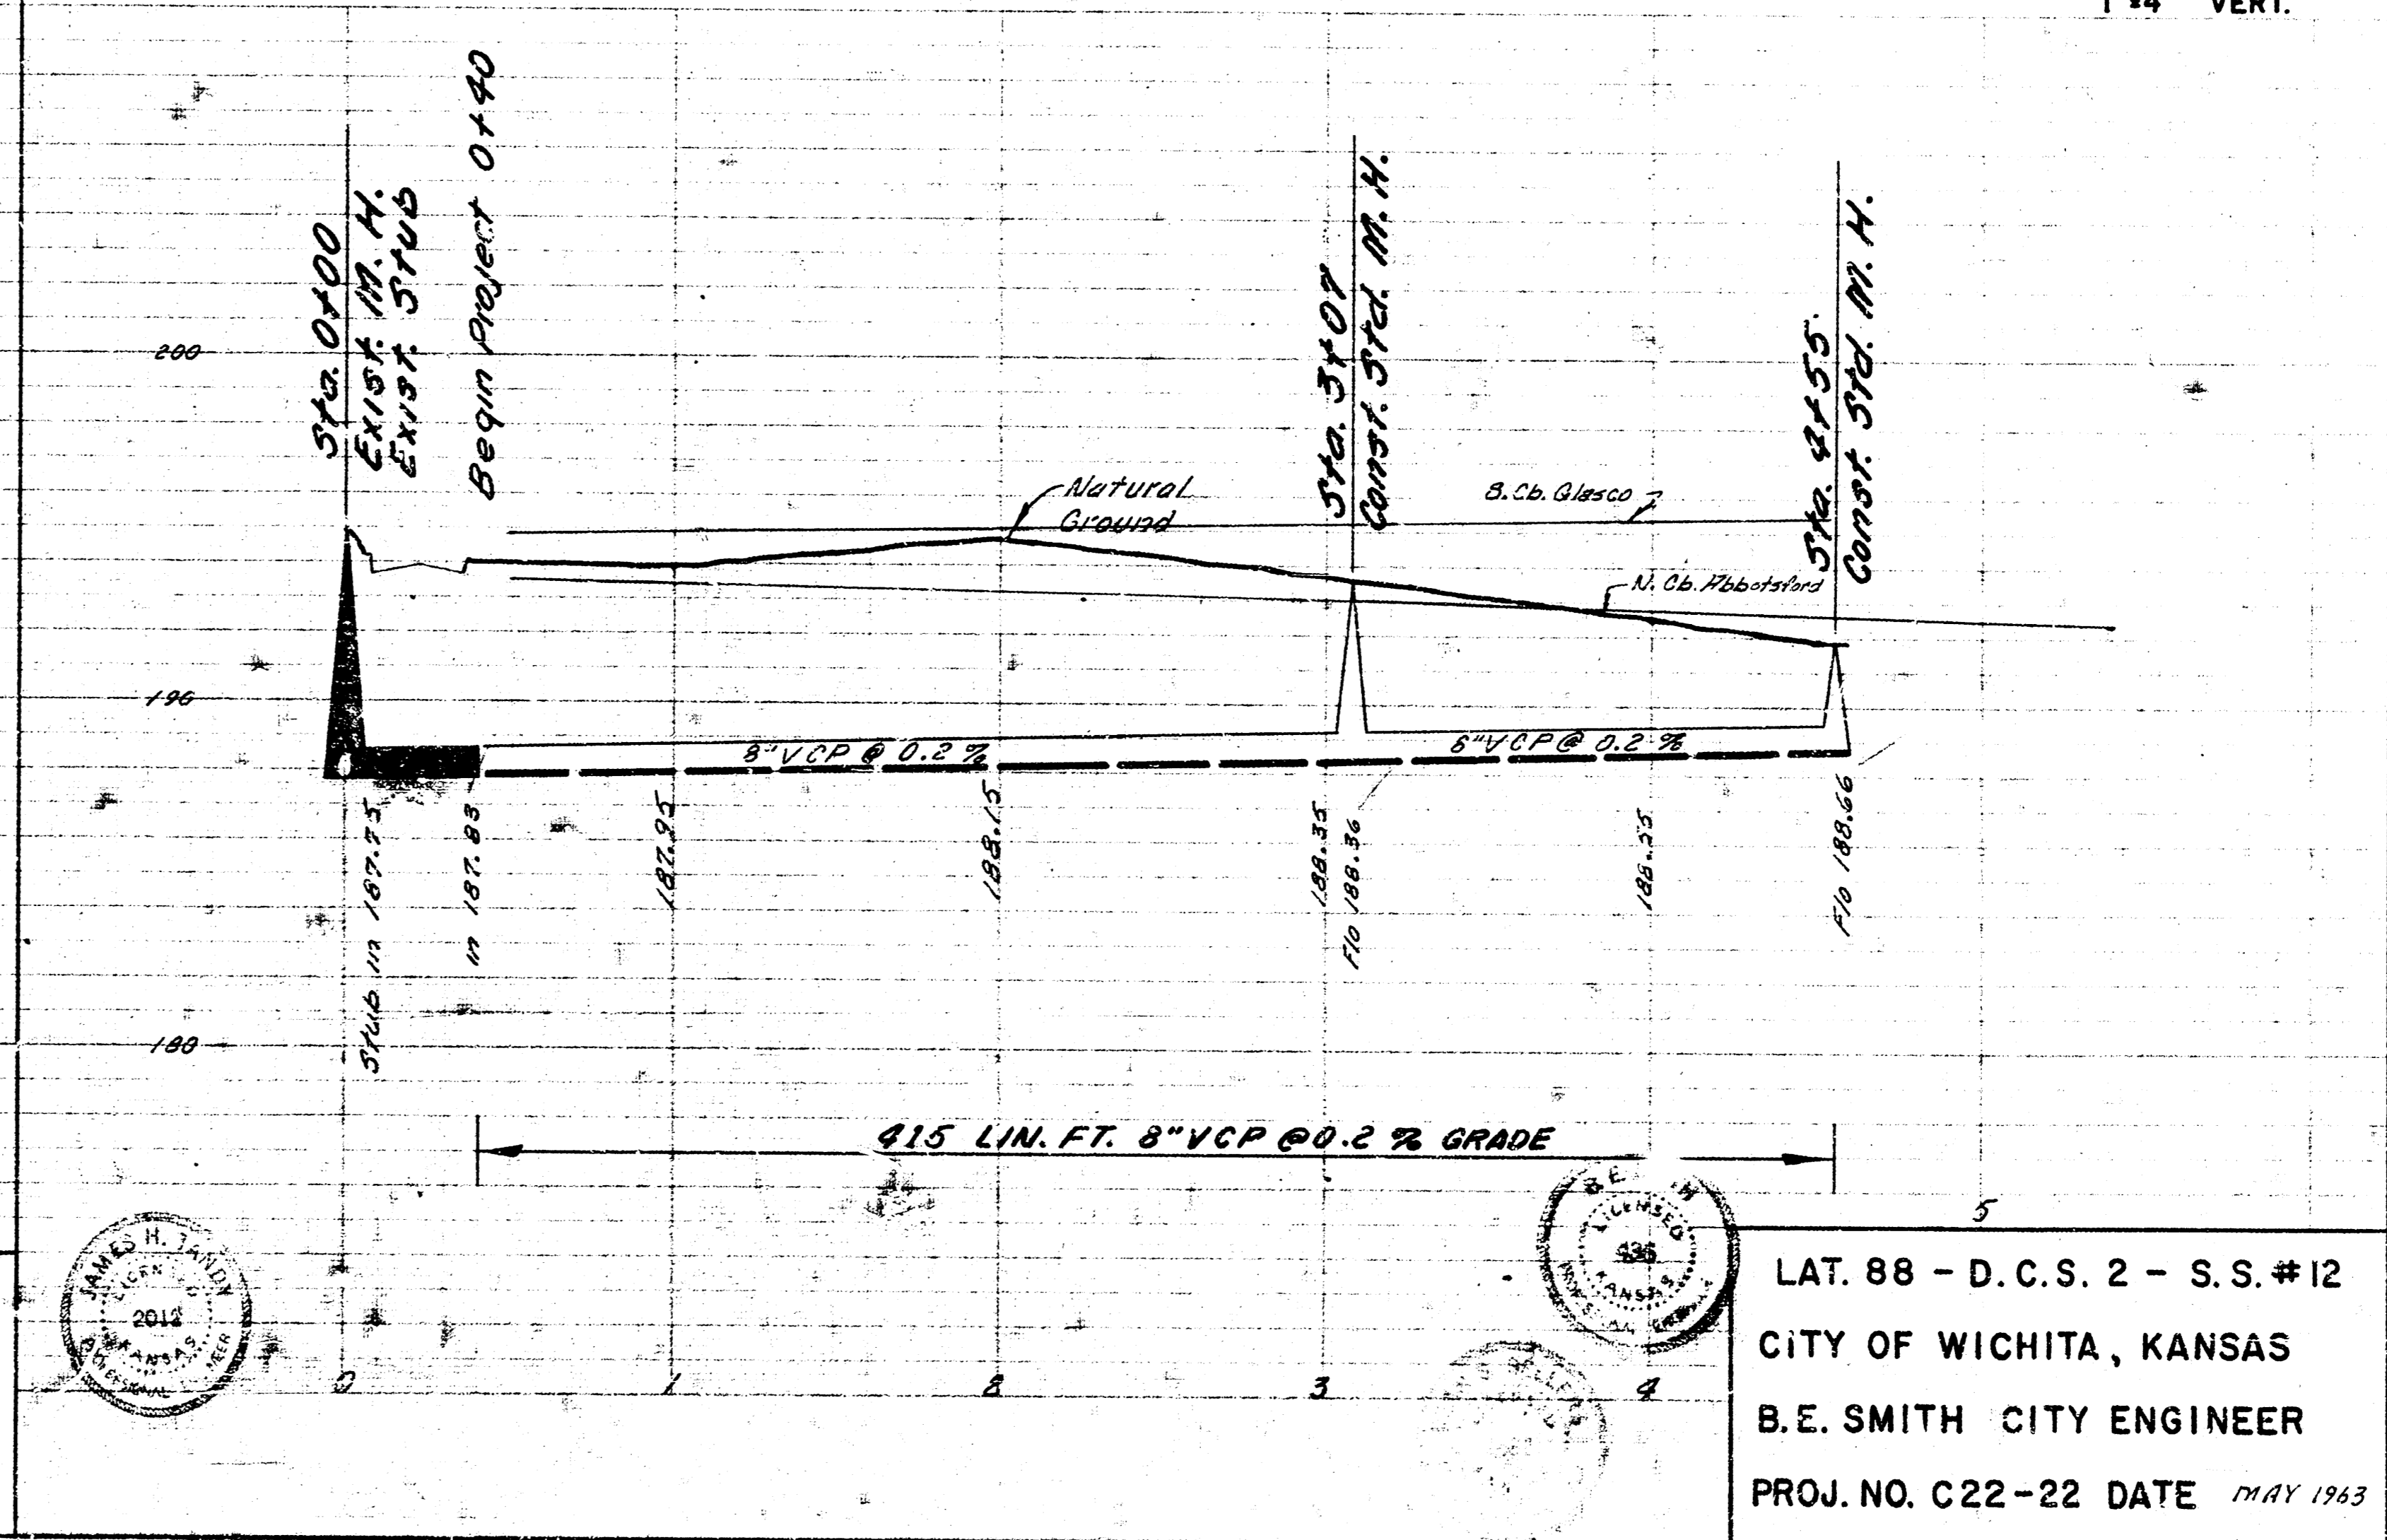 1"=4' VERT.
Sta. 0+00
Exist. M. H.
Exist. Stub
Begin Project 0+40
Sta. 3+07
Const. Std. M. H.
Sta. 4+55
Const. Std. M. H.
200
Natural
Ground
S. Cb. Glasco
N. Cb. Abbotsford
190
8" VCP @ 0.2 %
VCP @ 0.2 %
Stub in 187.75
in 187.83
187.95
188.15
188.35
Flo 188.36
188.55
Flo 188.66
180
415 LIN. FT. 8" VCP @ 0.2 % GRADE
JAMES H. TANDY
2012
KANSAS
LICENSED
436
KANSAS
0
1
2
3
4
5
LAT. 88 - D. C. S. 2 - S. S. #12
CITY OF WICHITA, KANSAS
B. E. SMITH CITY ENGINEER
PROJ. NO. C22-22 DATE MAY 1963